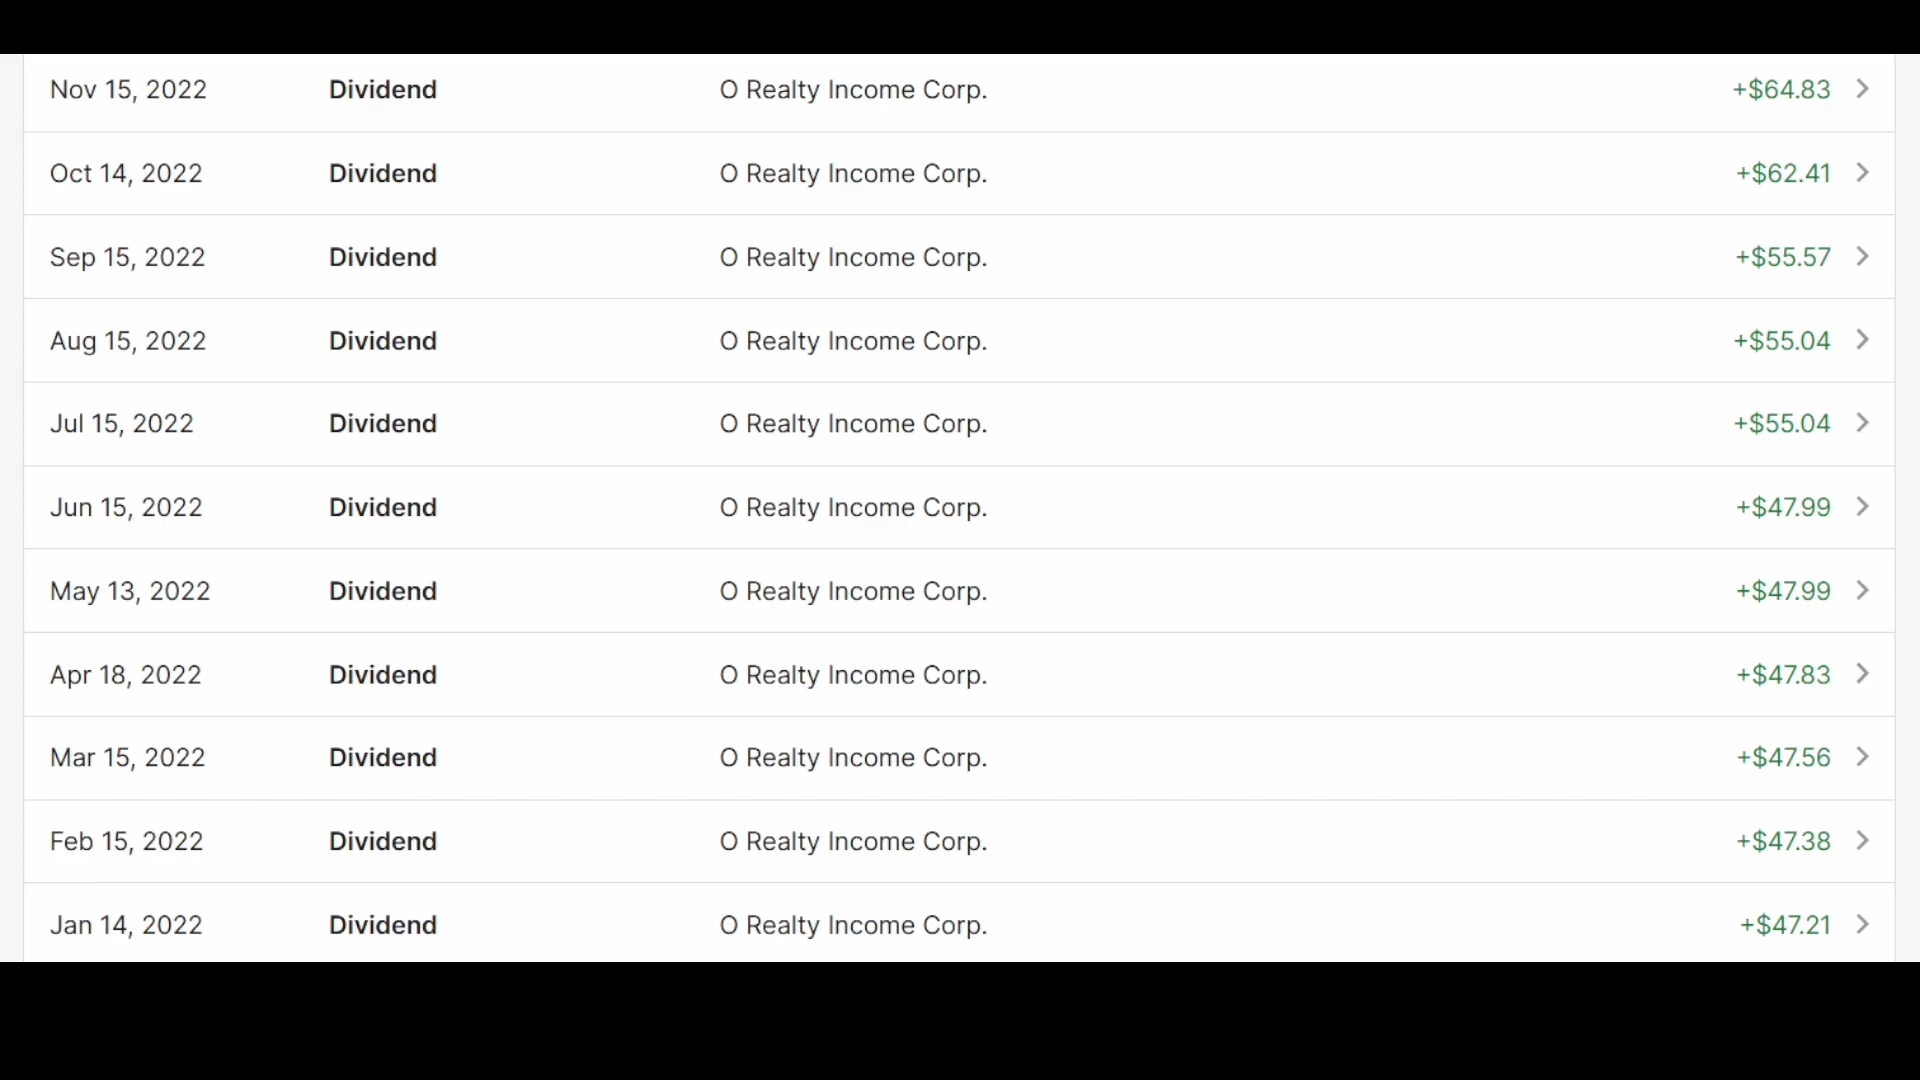 Nov 15, 2022 Dividend O Realty Income Corp. +$64.83
Oct 14, 2022 Dividend O Realty Income Corp. +$62.41
Sep 15, 2022 Dividend O Realty Income Corp. +$55.57
Aug 15, 2022 Dividend O Realty Income Corp. +$55.04
Jul 15, 2022 Dividend O Realty Income Corp. +$55.04
Jun 15, 2022 Dividend O Realty Income Corp. +$47.99
May 13, 2022 Dividend O Realty Income Corp. +$47.99
Apr 18, 2022 Dividend O Realty Income Corp. +$47.83
Mar 15, 2022 Dividend O Realty Income Corp. +$47.56
Feb 15, 2022 Dividend O Realty Income Corp. +$47.38
Jan 14, 2022 Dividend O Realty Income Corp. +$47.21